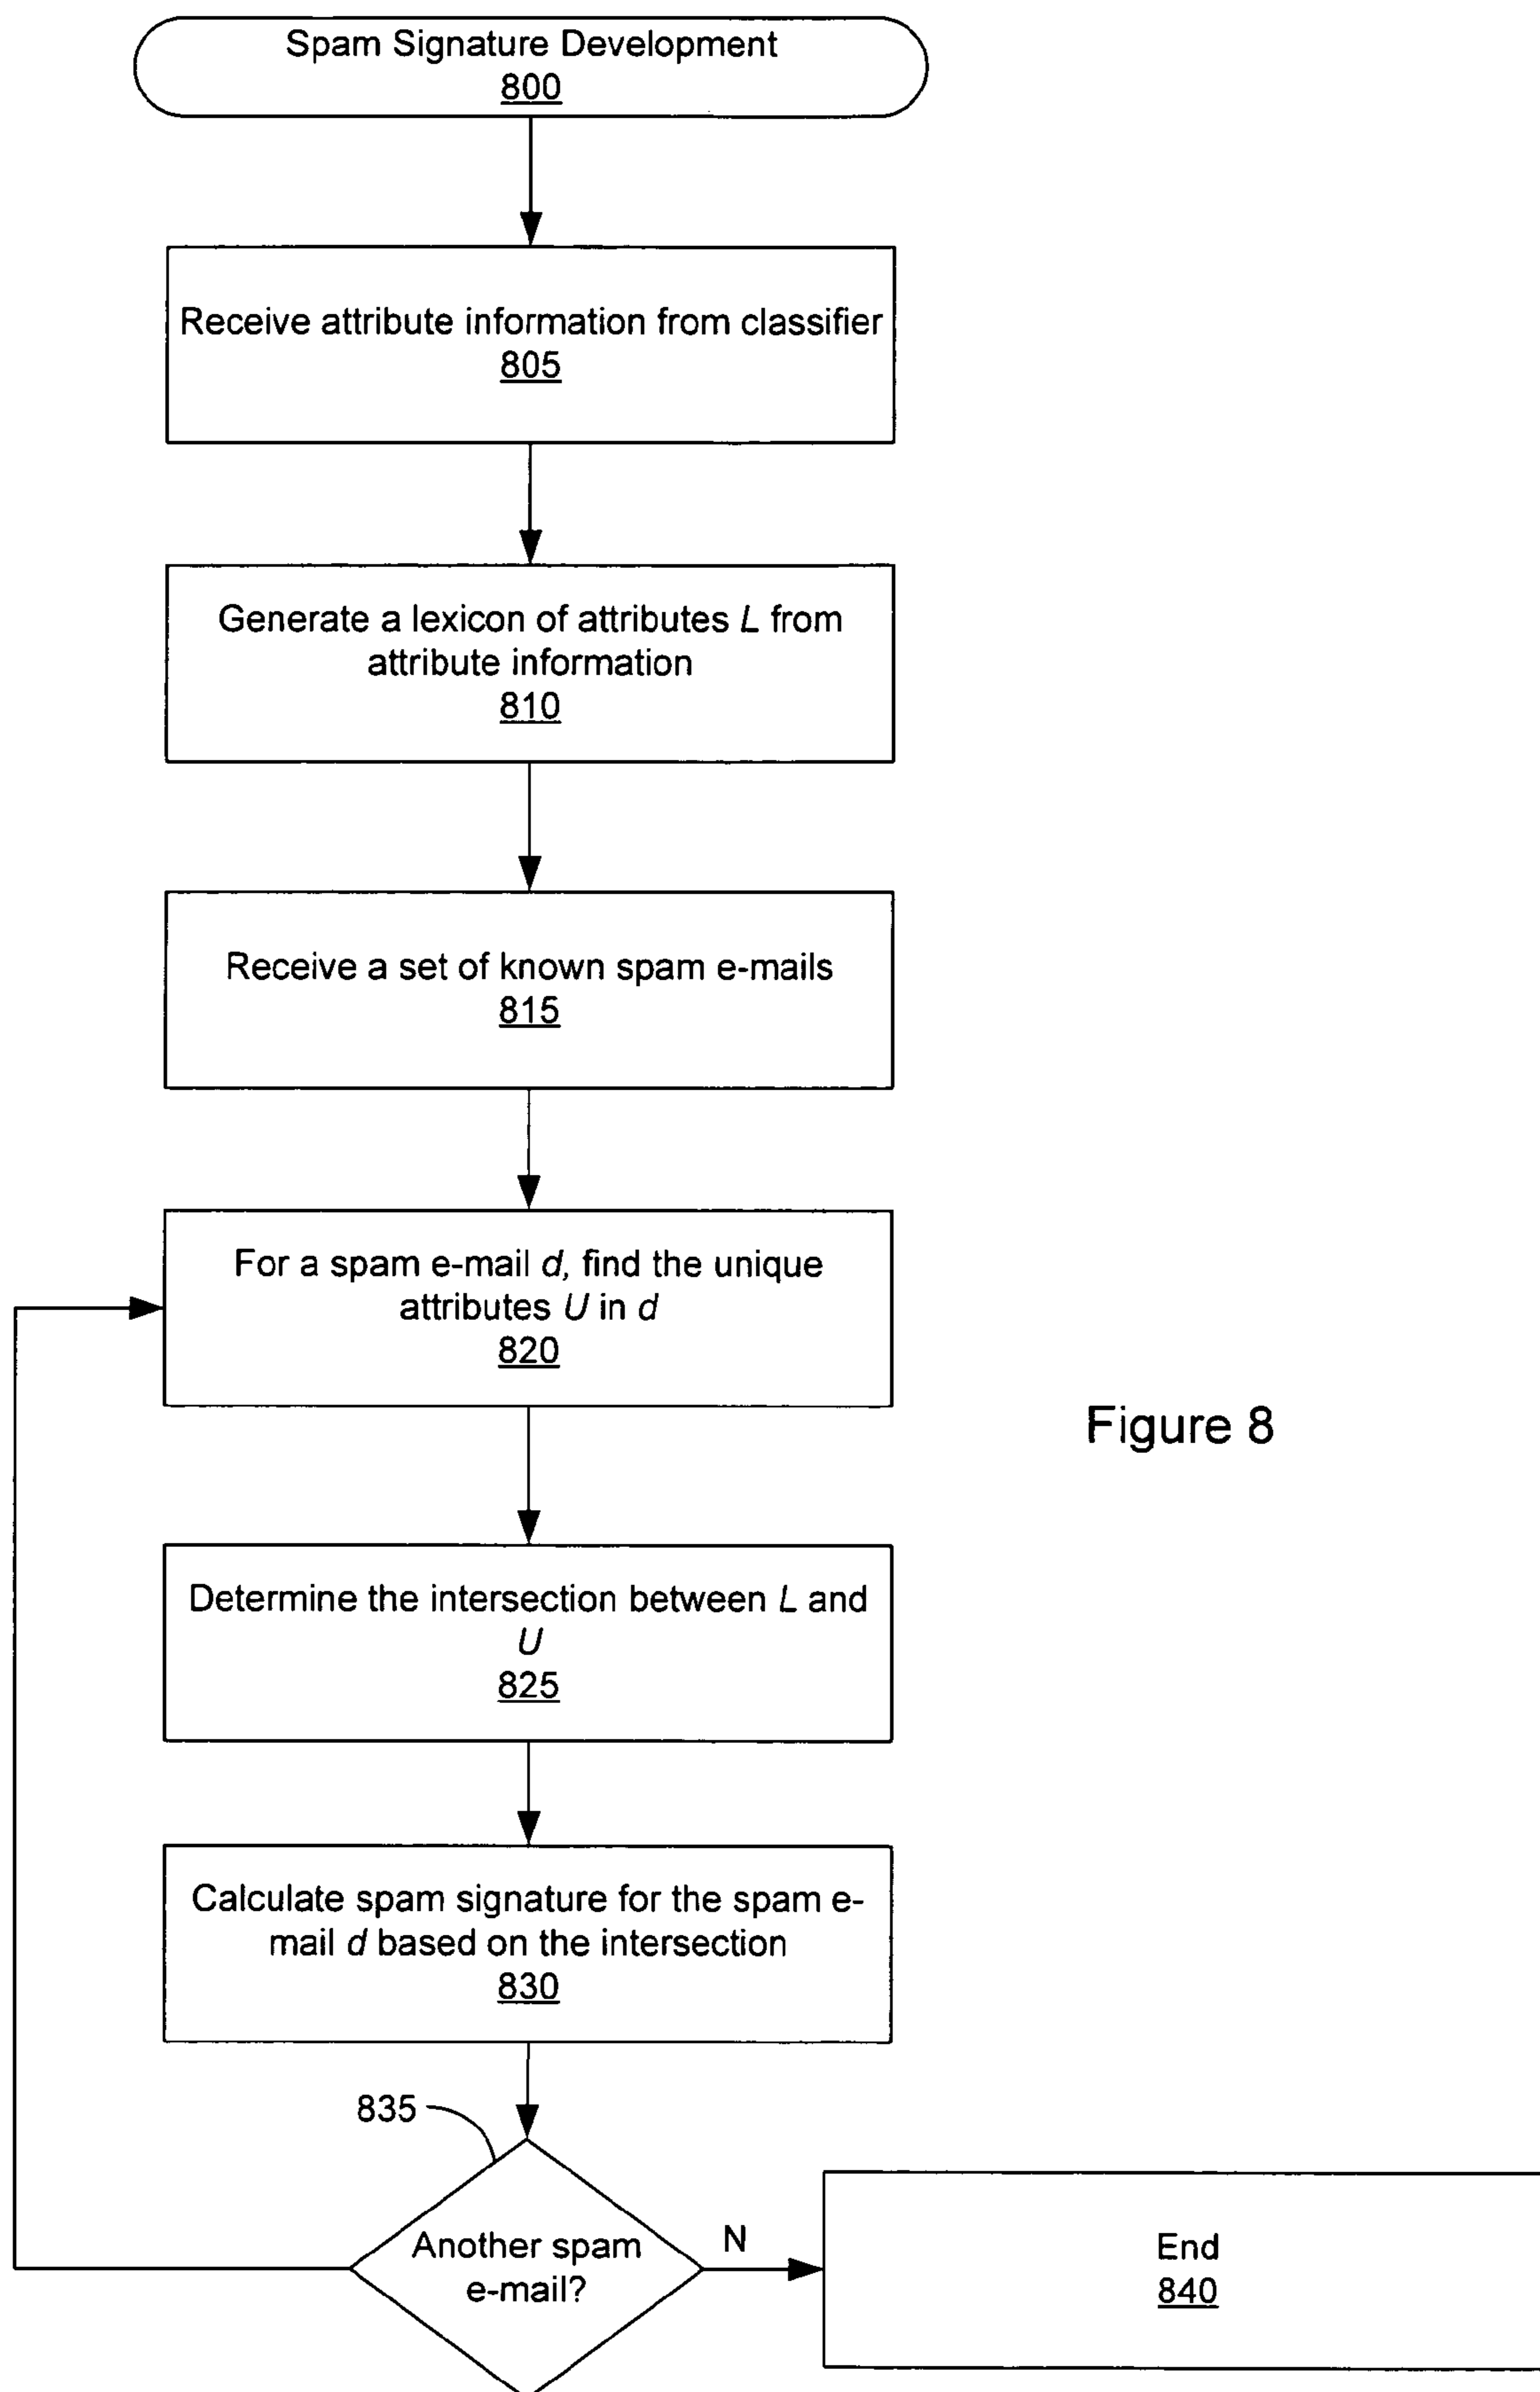 Spam Signature Development
800
Receive attribute information from classifier
805
Generate a lexicon of attributes L from
attribute information
810
Receive a set of known spam e-mails
815
For a spam e-mail d, find the unique
attributes U in d
820
Figure 8
Determine the intersection between L and
U
825
Calculate spam signature for the spam e-
mail d based on the intersection
830
835
Another spam
e-mail?
N
End
840